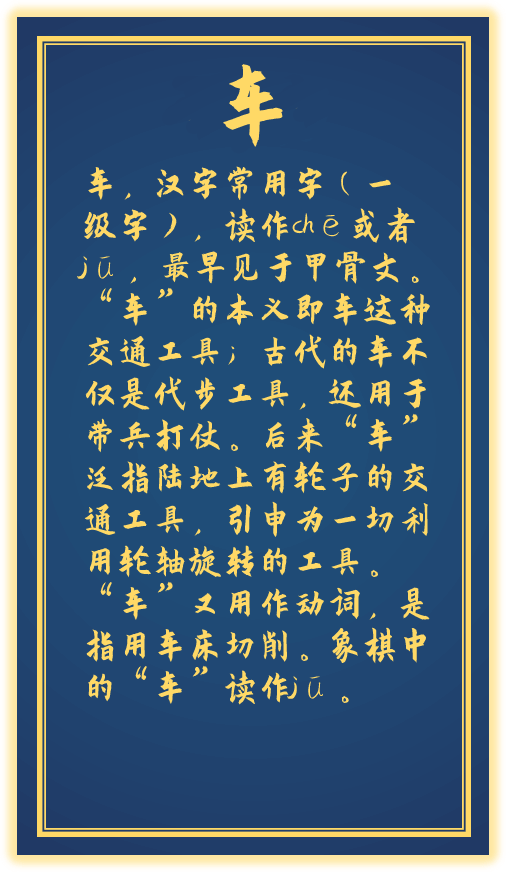 车
车，汉字常用字（一
级字），读作chē或者
jū，最早见于甲骨文。
“车”的本义即车这种
交通工具；古代的车不
仅是代步工具，还用于
带兵打仗。后来“车”
泛指陆地上有轮子的交
通工具，引申为一切利
用轮轴旋转的工具。
“车”又用作动词，是
指用车床切削。象棋中
的“车”读作jū。